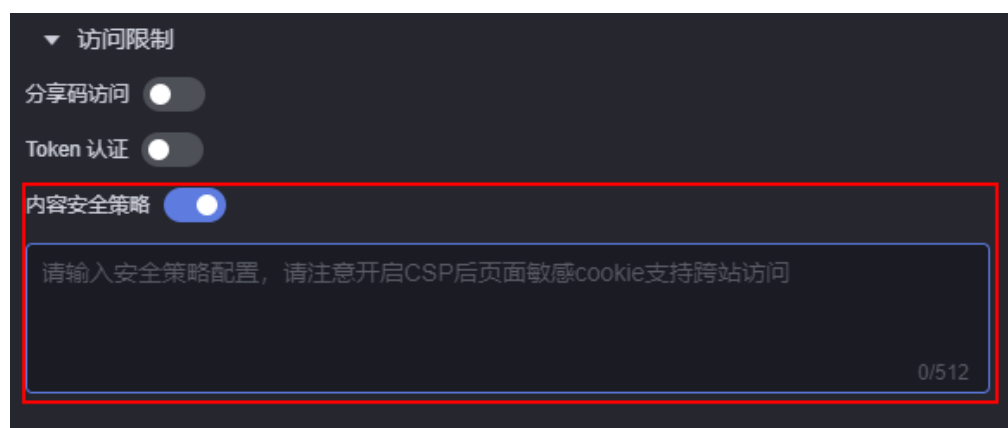 访问限制
分享码访问
Token 认证
内容安全策略
请输入安全策略配置，请注意开启CSP后页面敏感cookie支持跨站访问
0/512